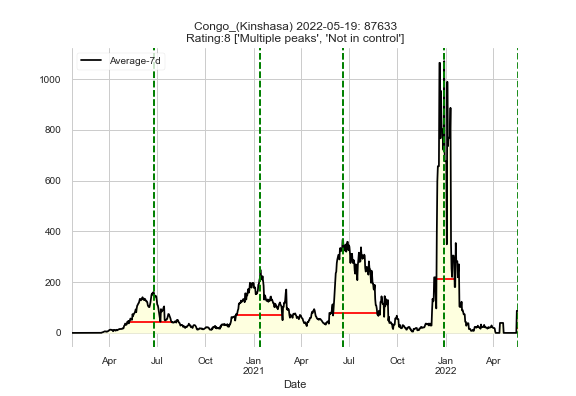 Congo_(Kinshasa) 2022-05-19: 87633
Rating:8 ['Multiple peaks', 'Not in control']
Average-7d
1000
800
600
400
200
0
Apr Jul Oct Jan Apr Jul Oct Jan Apr
2021 2022
Date